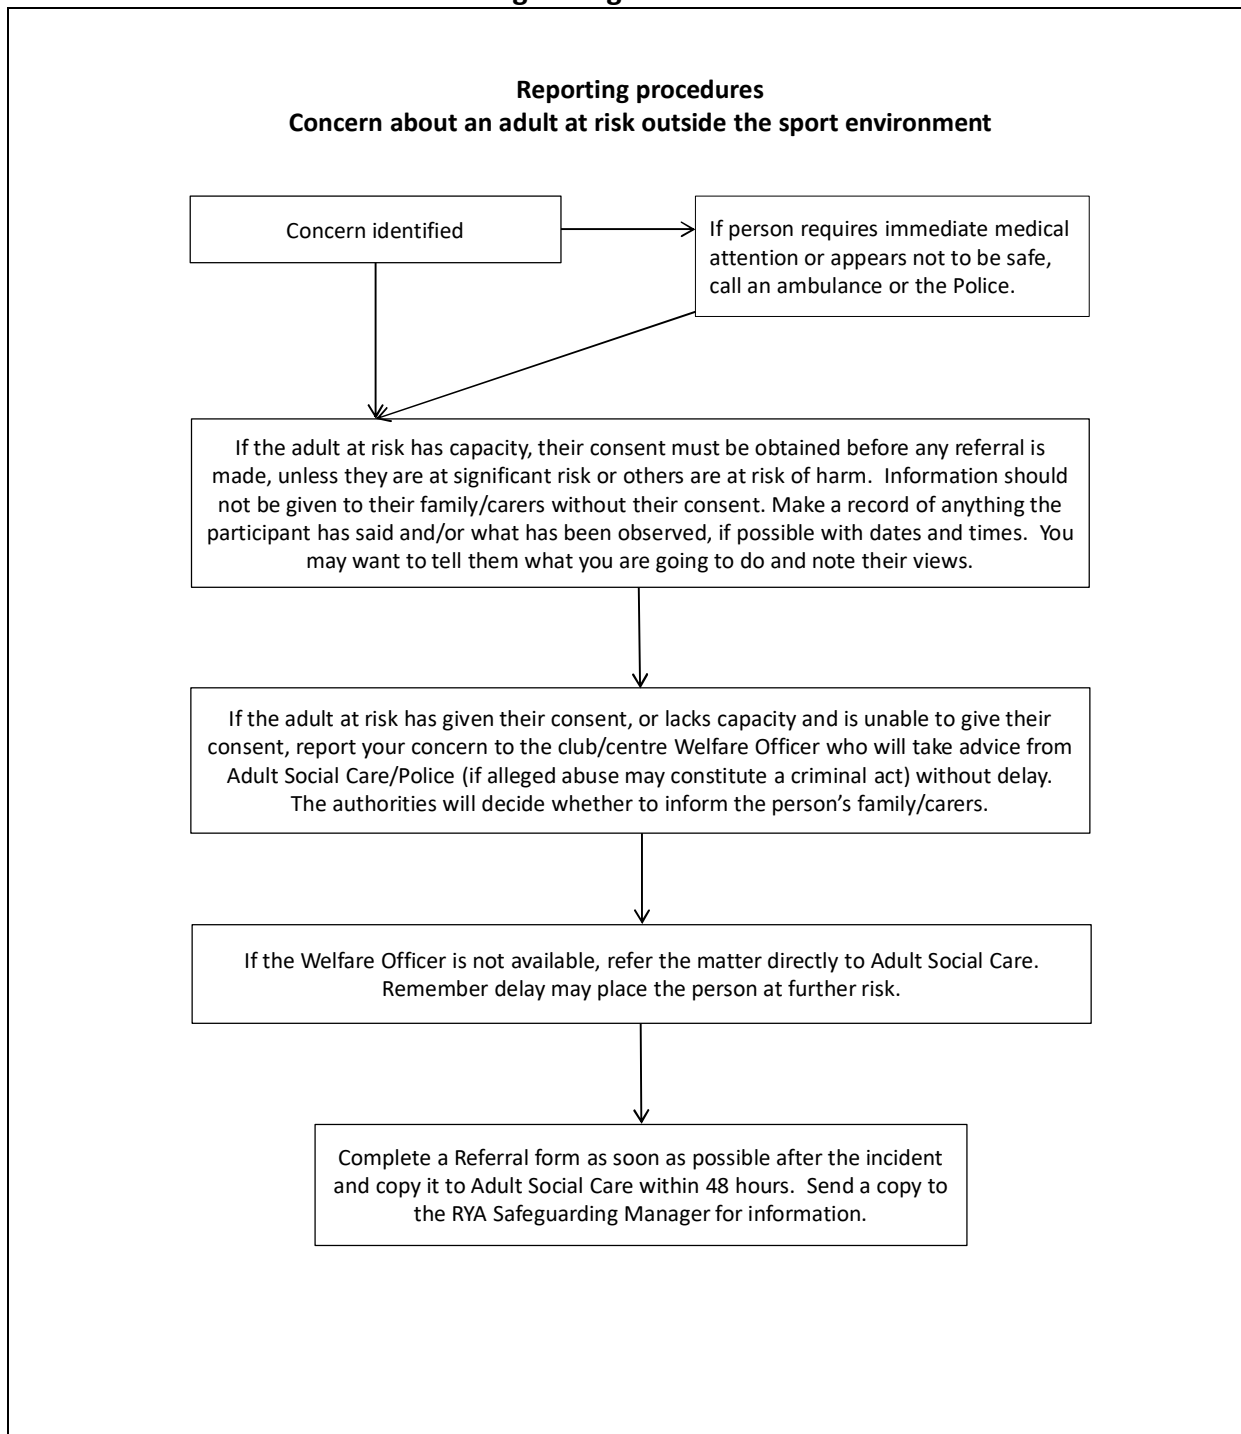 Reporting procedures
Concern about an adult at risk outside the sport environment
Concern identified
If person requires immediate medical
attention or appears not to be safe,
call an ambulance or the Police.
If the adult at risk has capacity, their consent must be obtained before any referral is
made, unless they are at significant risk or others are at risk of harm.  Information should
not be given to their family/carers without their consent. Make a record of anything the
participant has said and/or what has been observed, if possible with dates and times.  You
may want to tell them what you are going to do and note their views.
If the adult at risk has given their consent, or lacks capacity and is unable to give their
consent, report your concern to the club/centre Welfare Officer who will take advice from
Adult Social Care/Police (if alleged abuse may constitute a criminal act) without delay.
The authorities will decide whether to inform the person’s family/carers.
If the Welfare Officer is not available, refer the matter directly to Adult Social Care.
Remember delay may place the person at further risk.
Complete a Referral form as soon as possible after the incident
and copy it to Adult Social Care within 48 hours.  Send a copy to
the RYA Safeguarding Manager for information.